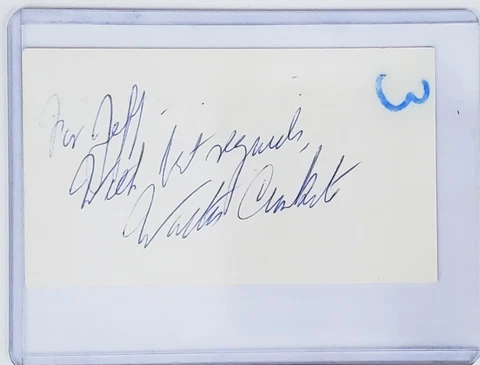 For Jeff -
With best regards,
Walter Cronkite
3